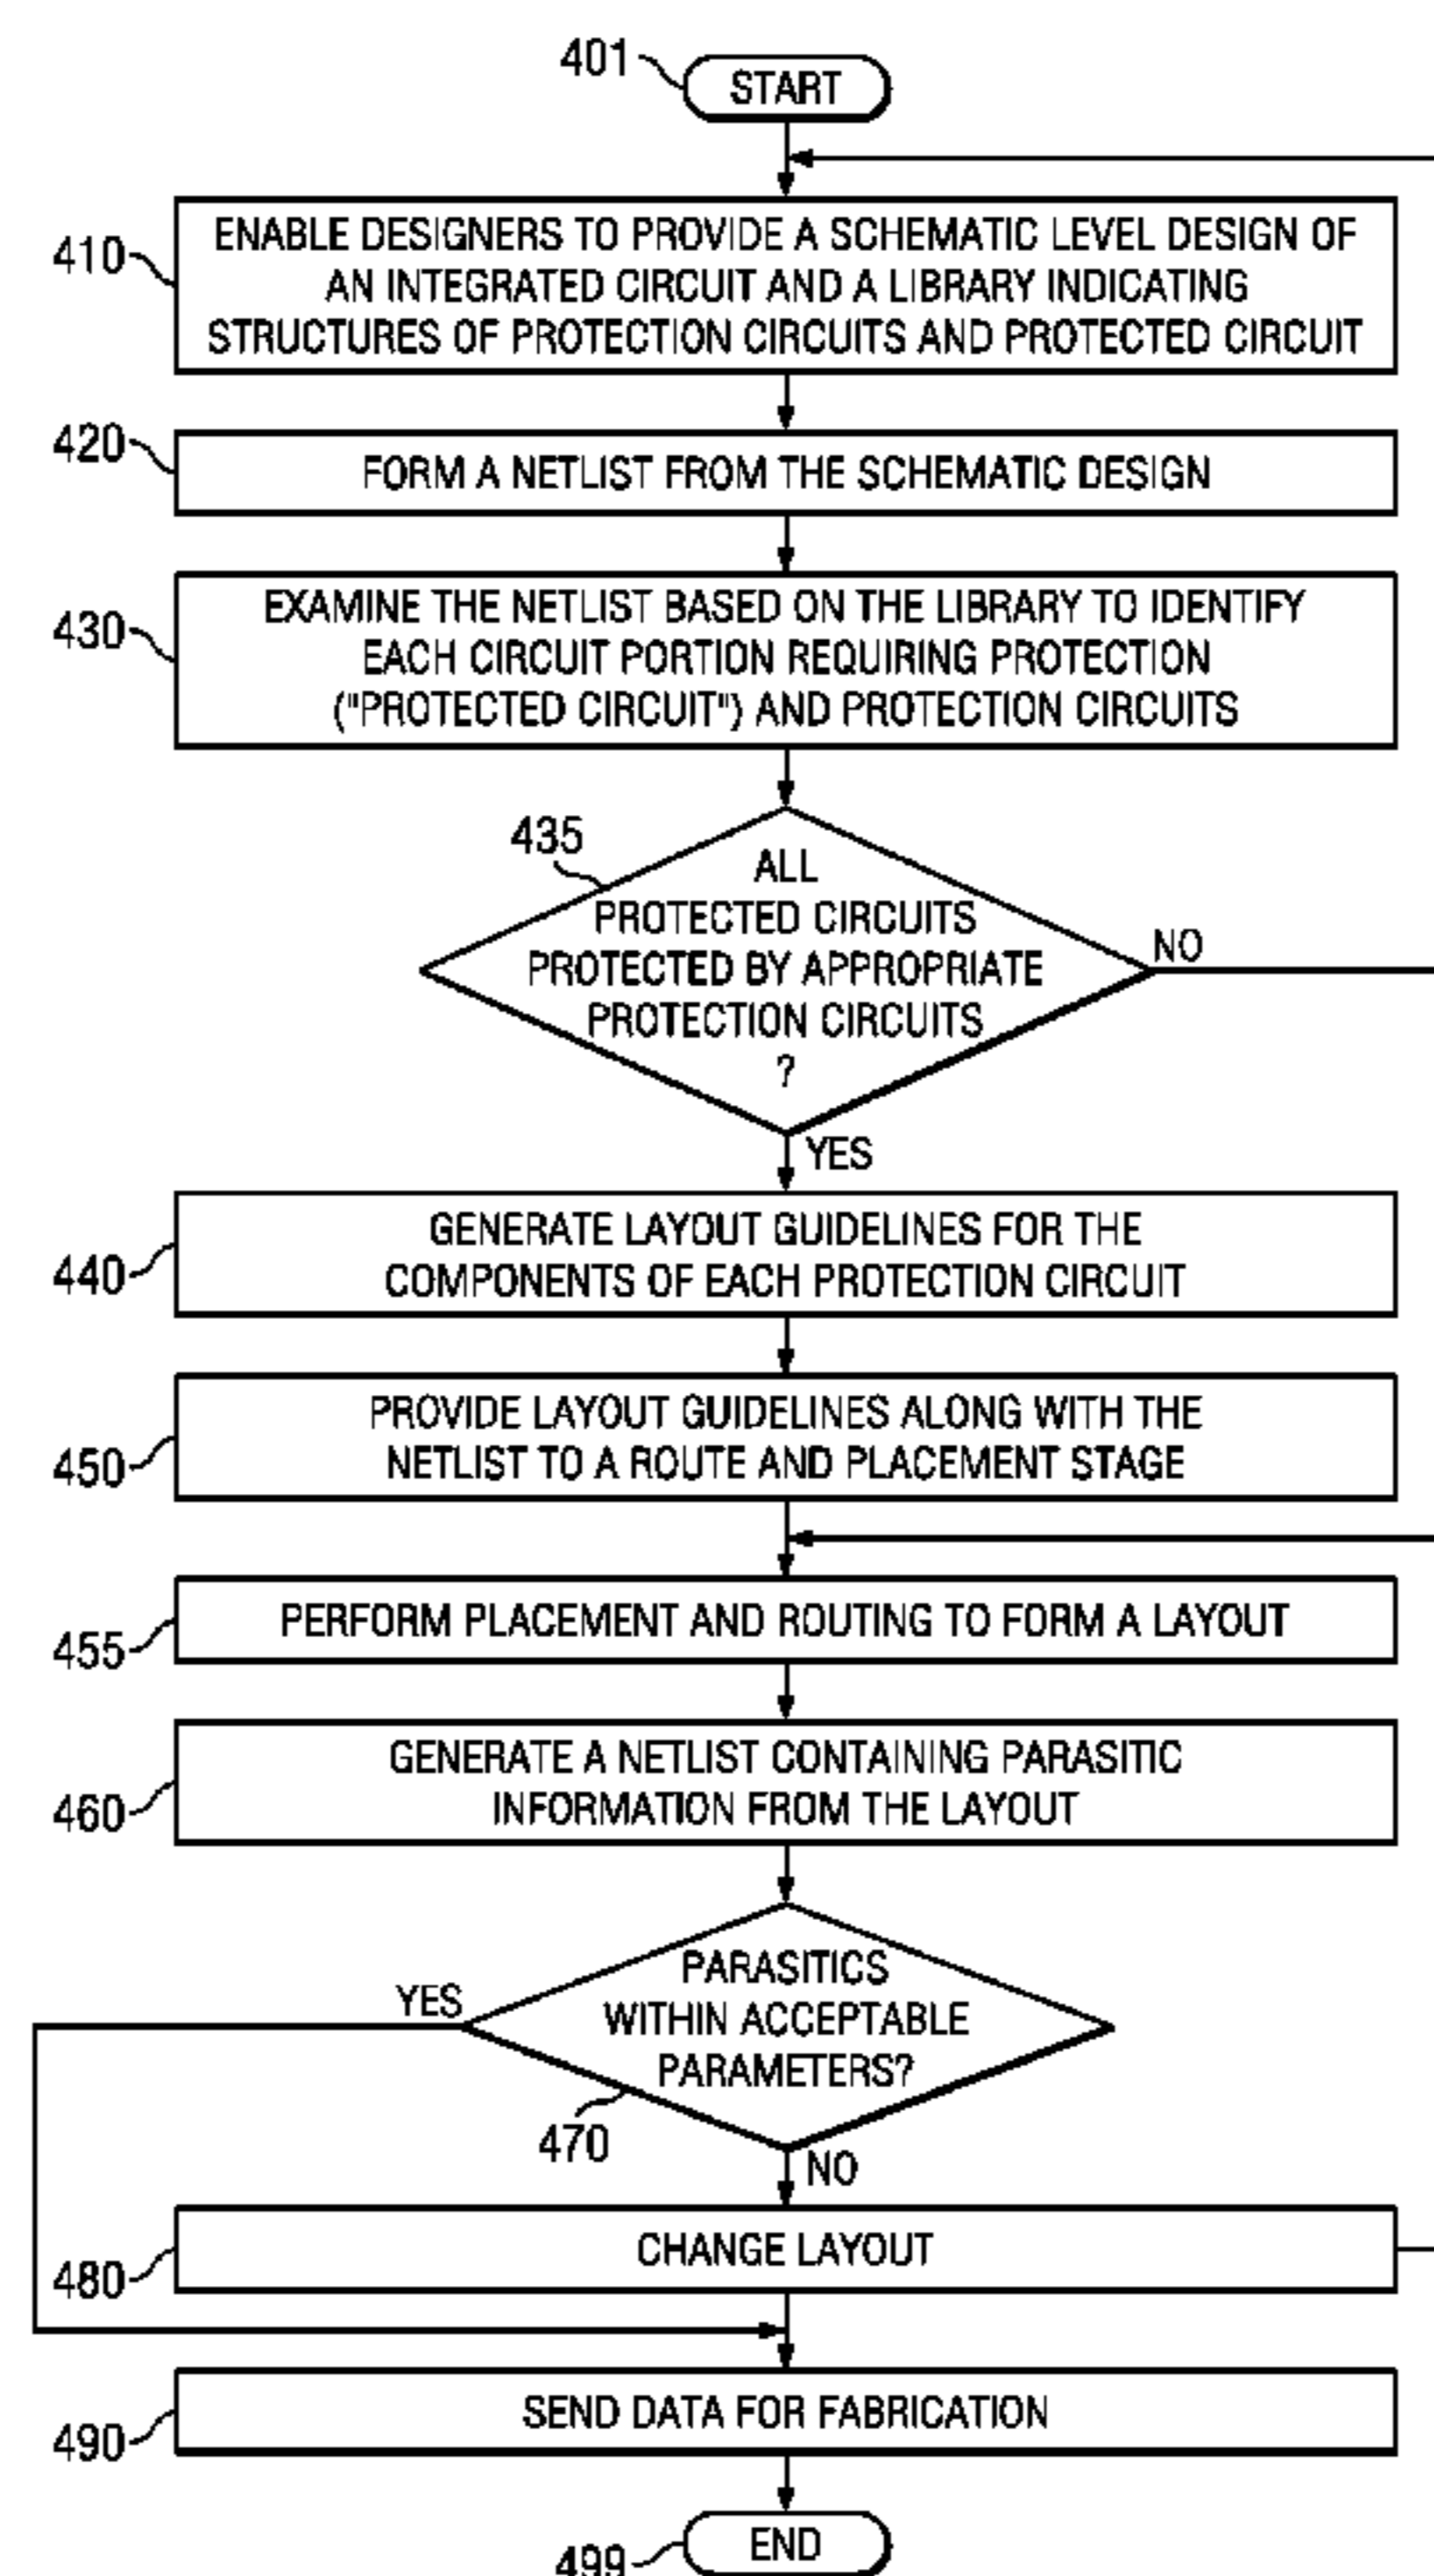 401
START
410
ENABLE DESIGNERS TO PROVIDE A SCHEMATIC LEVEL DESIGN OF
AN INTEGRATED CIRCUIT AND A LIBRARY INDICATING
STRUCTURES OF PROTECTION CIRCUITS AND PROTECTED CIRCUIT
420
FORM A NETLIST FROM THE SCHEMATIC DESIGN
430
EXAMINE THE NETLIST BASED ON THE LIBRARY TO IDENTIFY
EACH CIRCUIT PORTION REQUIRING PROTECTION
("PROTECTED CIRCUIT") AND PROTECTION CIRCUITS
435
ALL
PROTECTED CIRCUITS
PROTECTED BY APPROPRIATE
PROTECTION CIRCUITS
?
NO
YES
440
GENERATE LAYOUT GUIDELINES FOR THE
COMPONENTS OF EACH PROTECTION CIRCUIT
450
PROVIDE LAYOUT GUIDELINES ALONG WITH THE
NETLIST TO A ROUTE AND PLACEMENT STAGE
455
PERFORM PLACEMENT AND ROUTING TO FORM A LAYOUT
460
GENERATE A NETLIST CONTAINING PARASITIC
INFORMATION FROM THE LAYOUT
YES
PARASITICS
WITHIN ACCEPTABLE
PARAMETERS?
470
NO
480
CHANGE LAYOUT
490
SEND DATA FOR FABRICATION
499
END